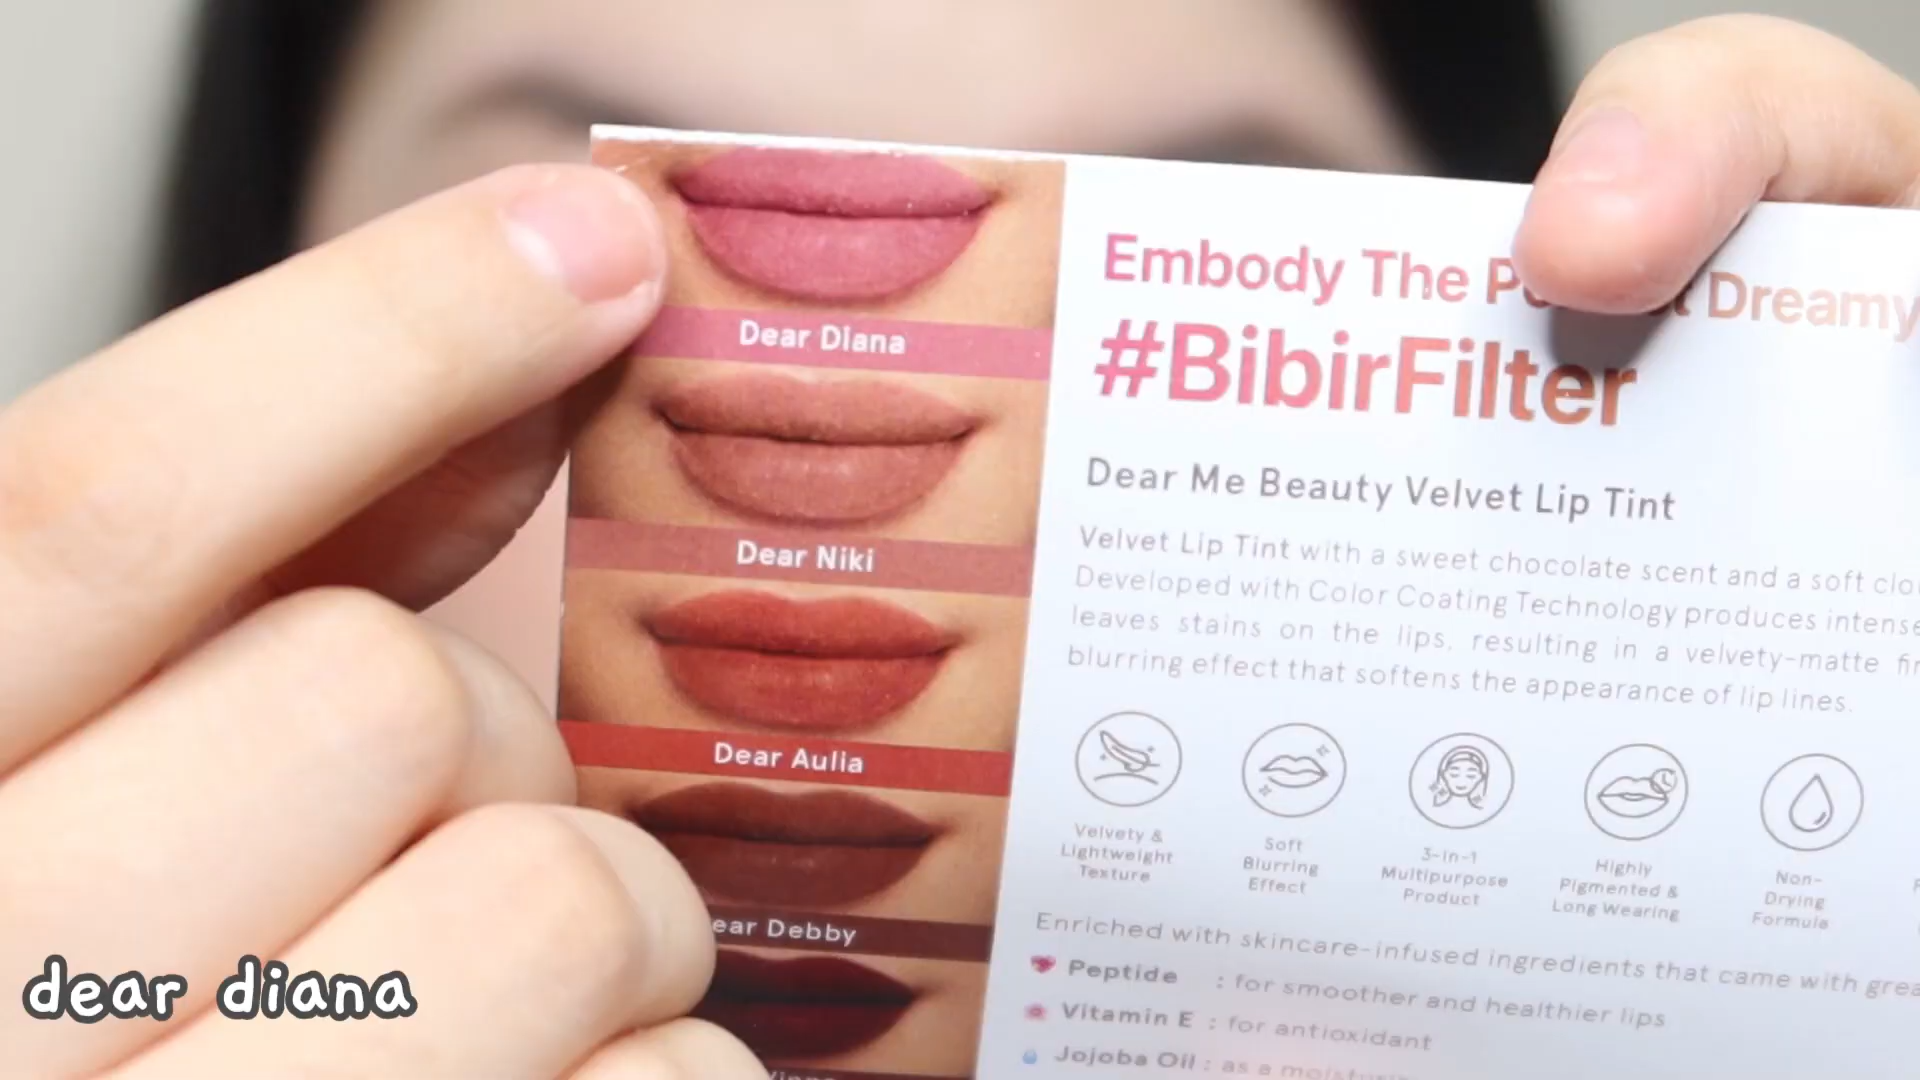 Dear Diana
Dear Niki
Dear Aulia
ear Debby
Embody The Dreamy
#BibirFilter
Dear Me Beauty Velvet Lip Tint
Velvet Lip Tint with a sweet chocolate scent and a soft
Developed with Color Coating Technology produces intense
leaves stains on the lips, resulting in a velvety-matte
blurring effect that softens the appearance of lip lines.
Velvety &
Lightweight
Texture
Soft
Blurring
Effect
3-in-1
Multipurpose
Product
Highly
Pigmented &
Long Wearing
Non-
Drying
Formula
Enriched with skincare-infused ingredients that came with
Peptide : for smoother and healthier lips
Vitamin E : for antioxidant
Jojoba Oil : as a
dear diana